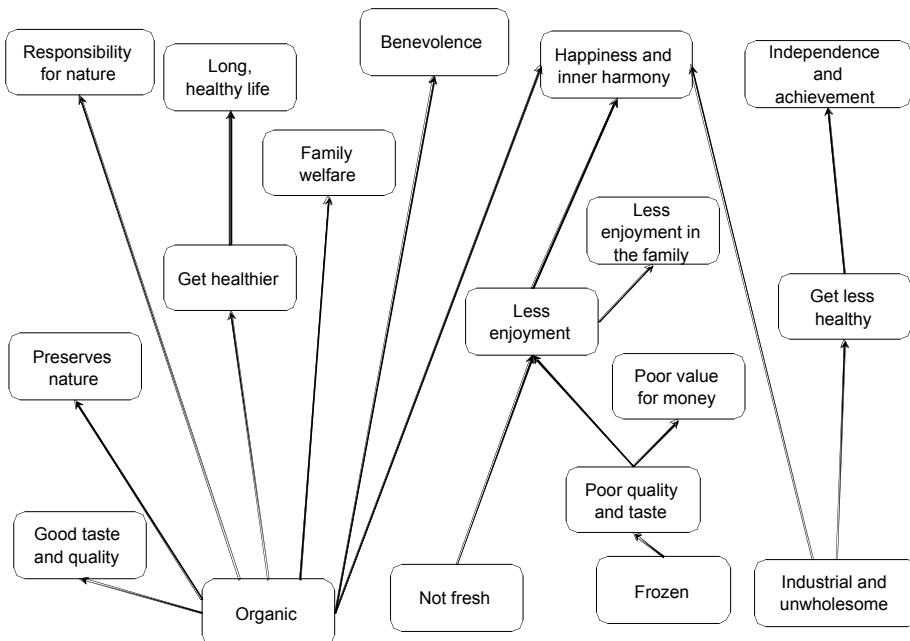 Responsibility
for nature
Long,
healthy life
Benevolence
Happiness and
inner harmony
Independence
and
achievement
Family
welfare
Less
enjoyment in
the family
Get healthier
Less
enjoyment
Get less
healthy
Preserves
nature
Poor value
for money
Good taste
and quality
Poor quality
and taste
Organic
Not fresh
Frozen
Industrial and
unwholesome